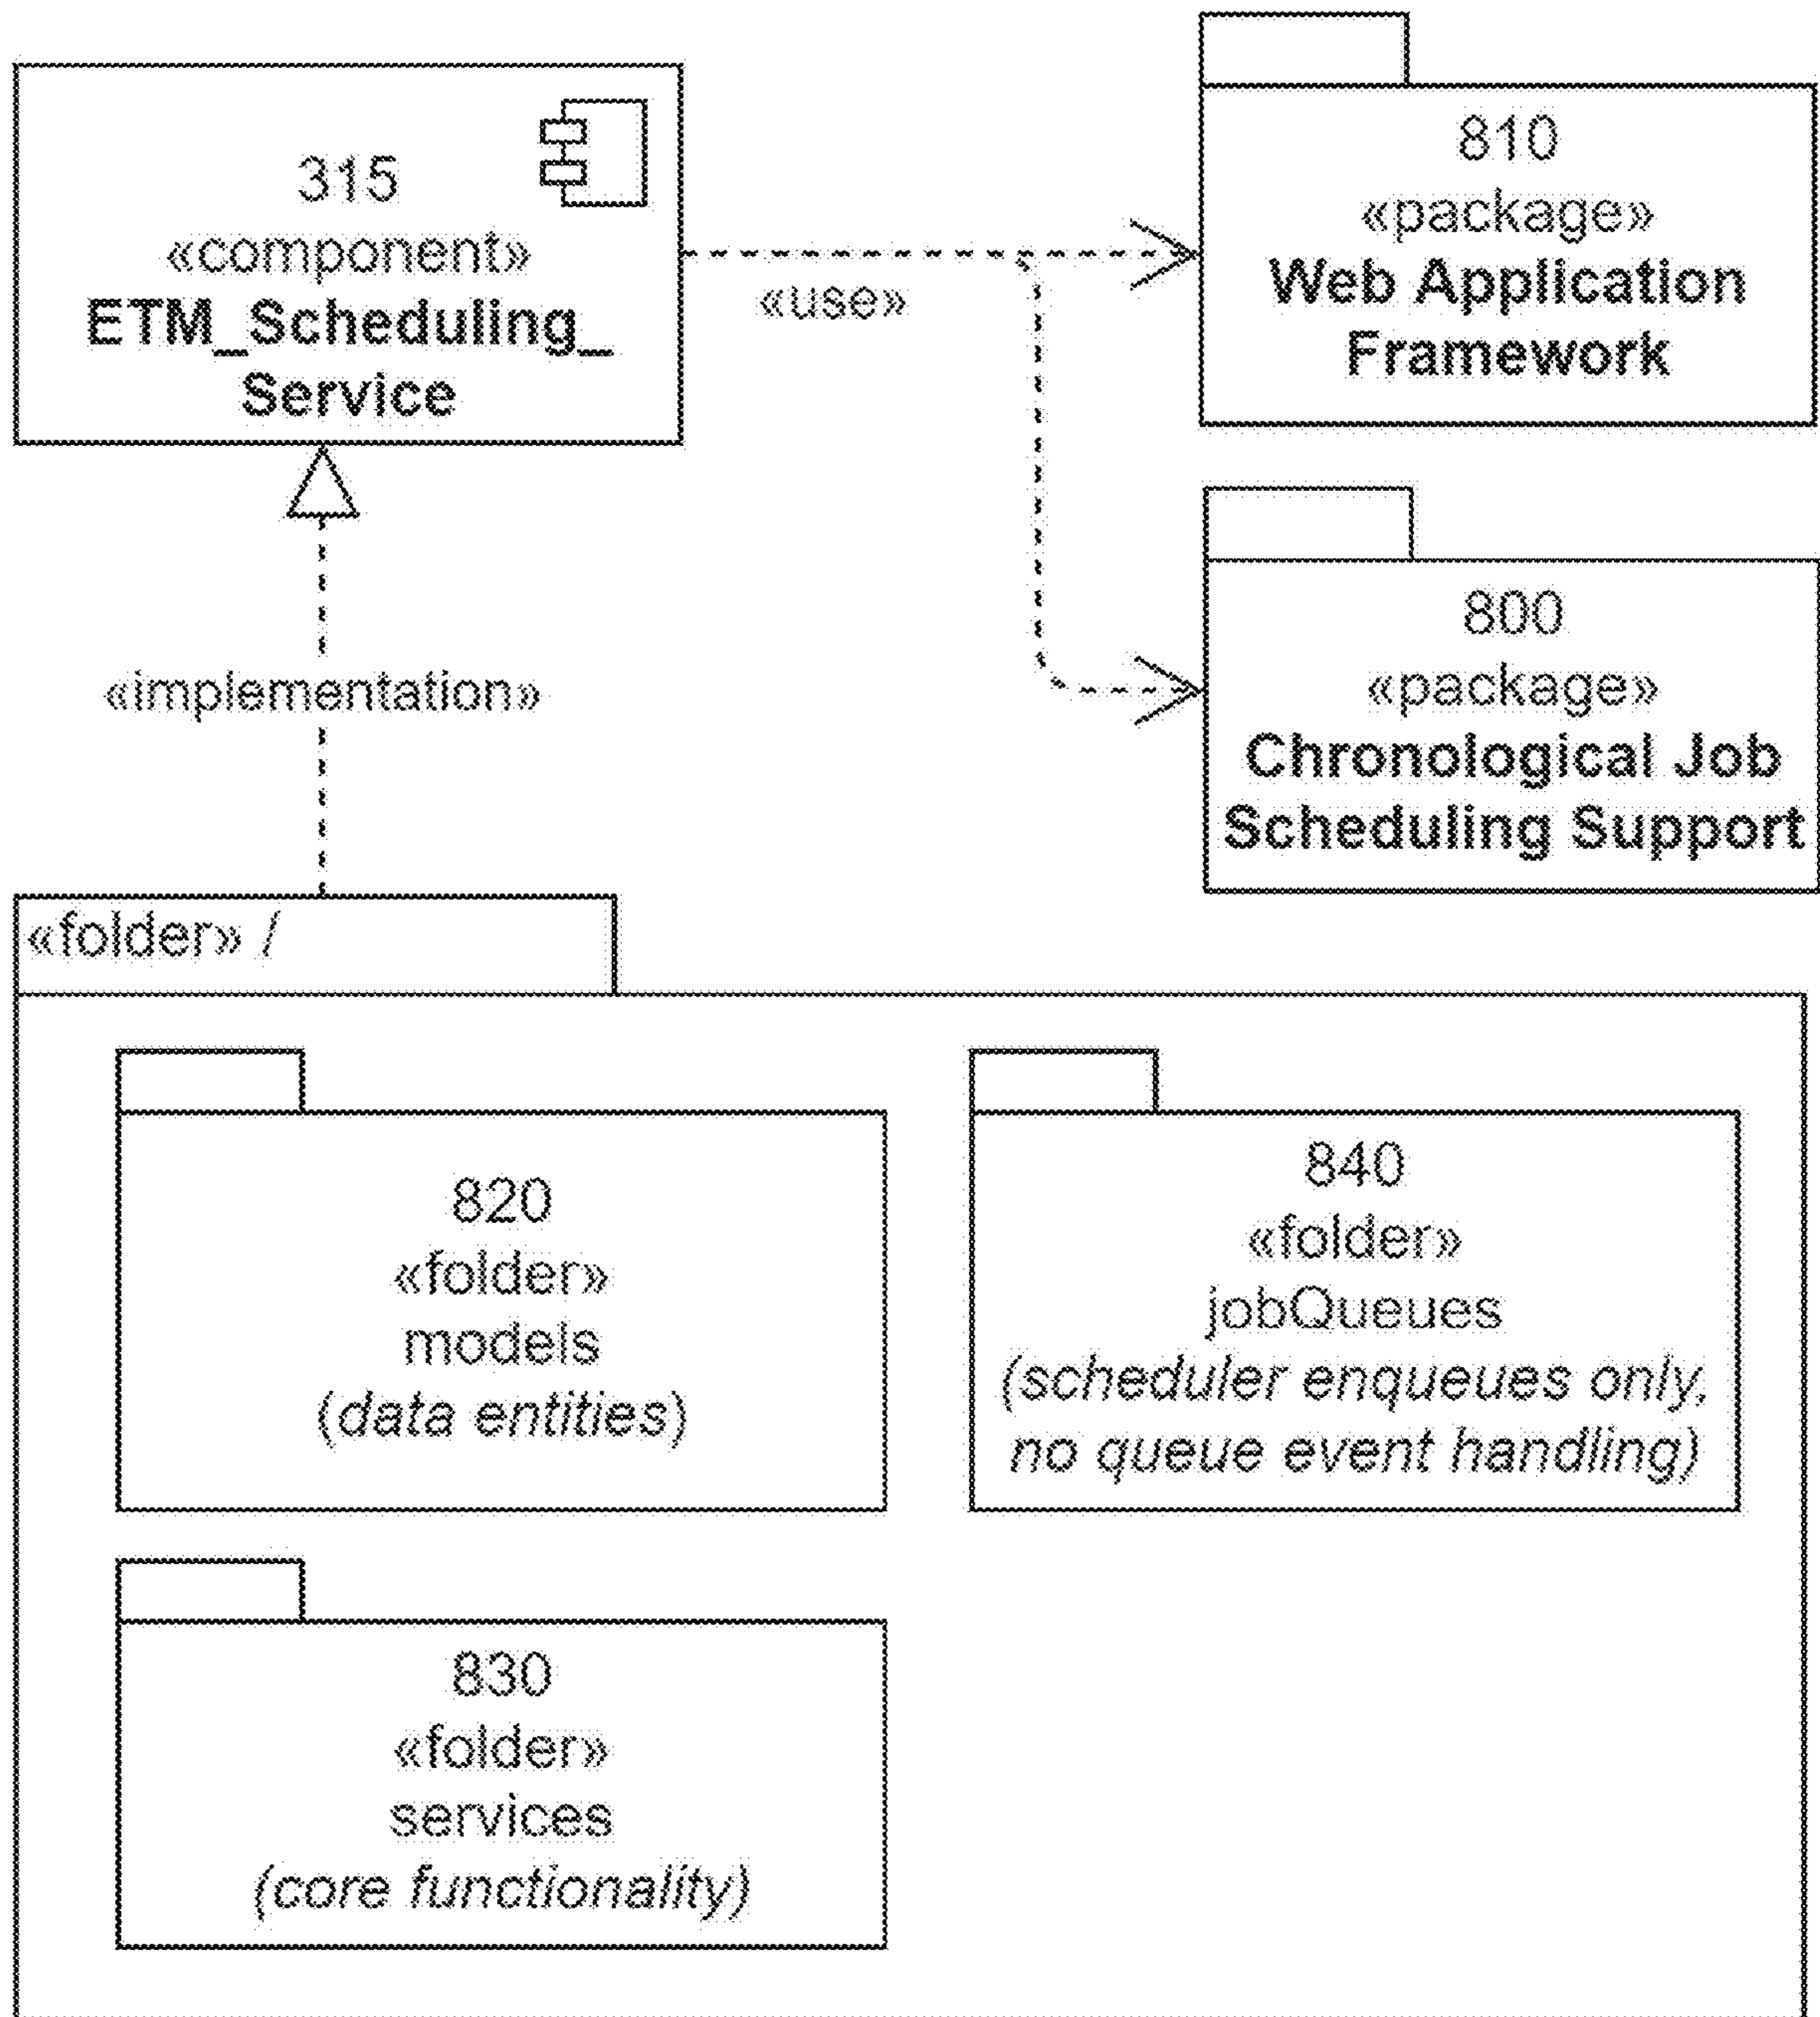 315
«component»
ETM_Scheduling_
Service
«use»
810
«package»
Web Application
Framework
800
«package»
Chronological Job
Scheduling Support
«implementation»
«folder» /
820
«folder»
models
(data entities)
840
«folder»
jobQueues
(scheduler enqueues only,
no queue event handling)
830
«folder»
services
(core functionality)